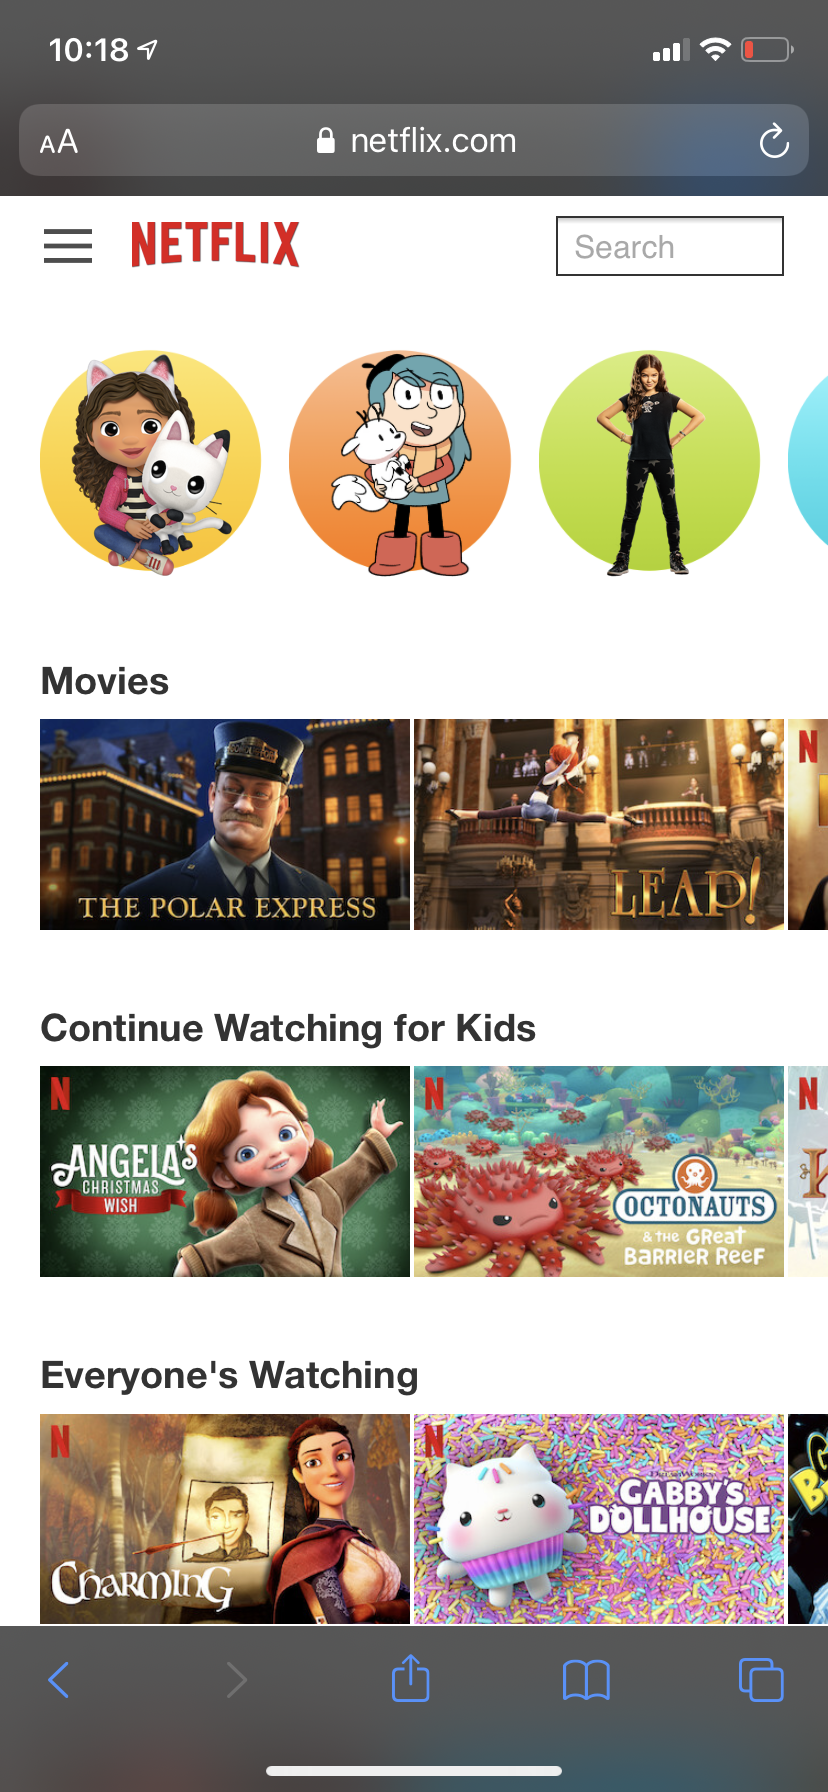 10:18
AA
netflix.com
NETFLIX
Search
Movies
THE POLAR EXPRESS
LEAP!
N
Continue Watching for Kids
N
ANGELA'S
CHRISTMAS
WISH
N
OCTONAUTS
& THE GREAT
BARRIER REEF
N
Everyone's Watching
N
CHARMING
N
DREAMWORKS
GABBY'S
DOLLHOUSE